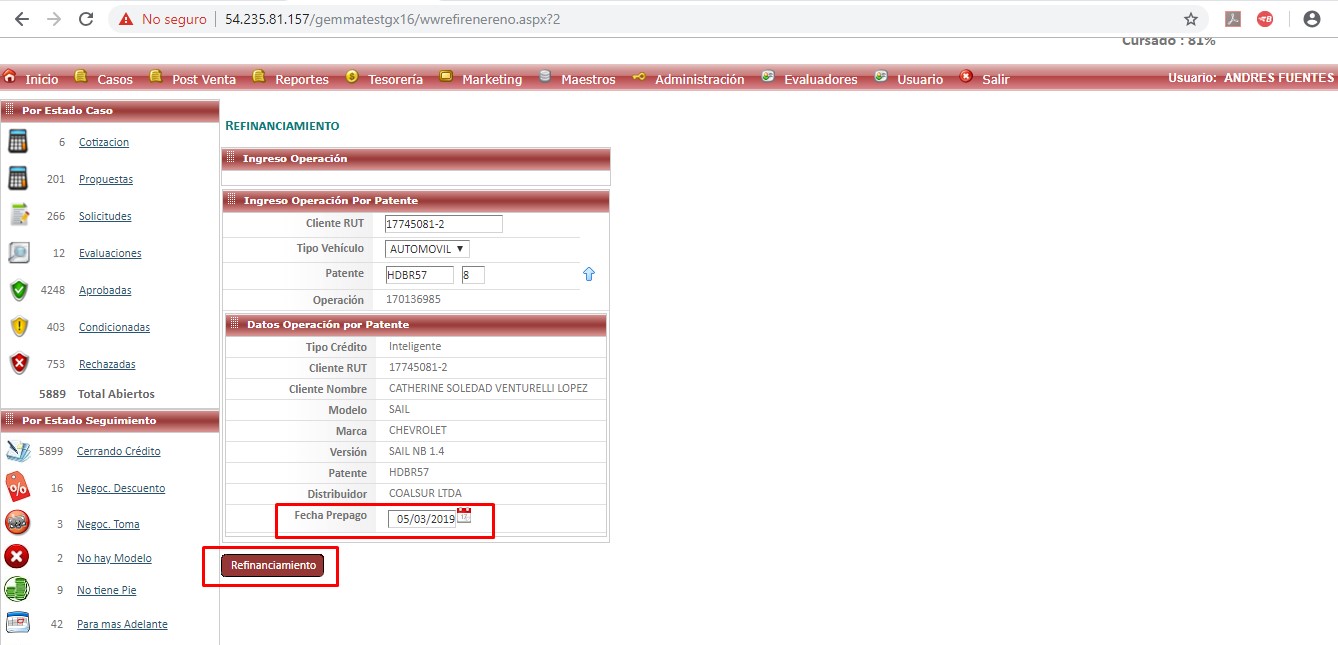 No seguro | 54.235.81.157/gemmatestgx16/wwrefirenereno.aspx?2
Cursado : 81%
Inicio Casos Post Venta Reportes Tesorería Marketing Maestros Administración Evaluadores Usuario Salir Usuario: ANDRES FUENTES
Por Estado Caso
6 Cotizacion
201 Propuestas
266 Solicitudes
12 Evaluaciones
4248 Aprobadas
403 Condicionadas
753 Rechazadas
5889 Total Abiertos
Por Estado Seguimiento
5899 Cerrando Crédito
16 Negoc. Descuento
3 Negoc. Toma
2 No hay Modelo
9 No tiene Pie
42 Para mas Adelante
REFINANCIAMIENTO
Ingreso Operación
Ingreso Operación Por Patente
Cliente RUT 17745081-2
Tipo Vehículo AUTOMOVIL
Patente HDBR57 8
Operación 170136985
Datos Operación por Patente
Tipo Crédito Inteligente
Cliente RUT 17745081-2
Cliente Nombre CATHERINE SOLEDAD VENTURELLI LOPEZ
Modelo SAIL
Marca CHEVROLET
Versión SAIL NB 1.4
Patente HDBR57
Distribuidor COALSUR LTDA
Fecha Prepago 05/03/2019
Refinanciamiento